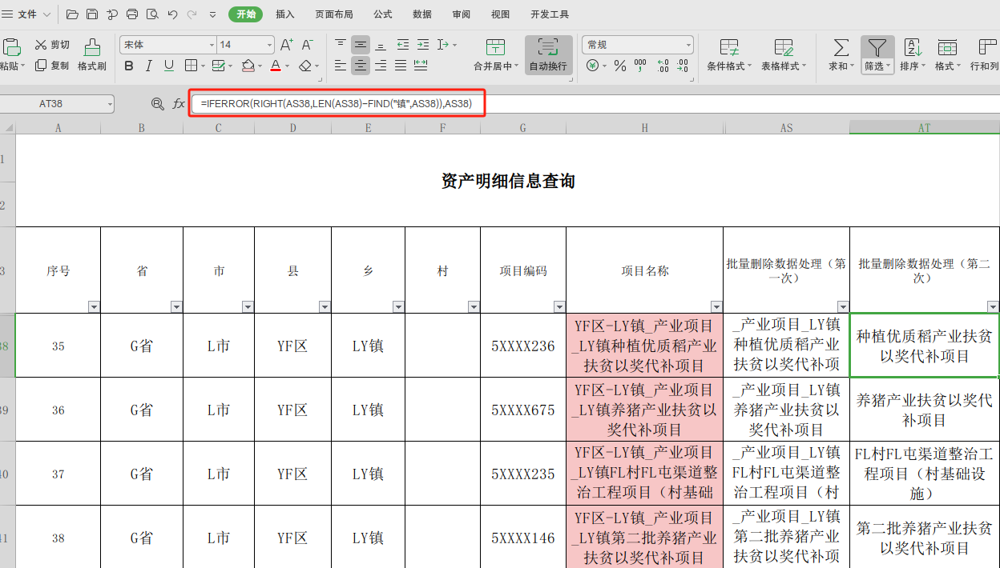 文件 开始 插入 页面布局 公式 数据 审阅 视图 开发工具
剪切 宋体 14 A+ A- 常规
粘贴 复制 格式刷 B I U A 合并居中 自动换行 % 000 条件格式 表格样式 求和 筛选 排序 格式 行和列
AT38 fx =IFERROR(RIGHT(AS38,LEN(AS38)-FIND("镇",AS38)),AS38)
A B C D E F G H AS AT
1
2
资产明细信息查询
3
序号 省 市 县 乡 村 项目编码 项目名称
批量删除数据处理（第
一次）
批量删除数据处理（第二
次）
38
35 G省 L市 YF区 LY镇 5XXXX236
YF区-LY镇_产业项目
_LY镇种植优质稻产业
扶贫以奖代补项目
_产业项目_LY镇
种植优质稻产业
扶贫以奖代补项
种植优质稻产业扶贫
以奖代补项目
39
36 G省 L市 YF区 LY镇 5XXXX675
YF区-LY镇_产业项目
_LY镇养猪产业扶贫以
奖代补项目
_产业项目_LY镇
养猪产业扶贫以
奖代补项目
养猪产业扶贫以奖代
补项目
40
37 G省 L市 YF区 LY镇 5XXXX235
YF区-LY镇_产业项目
_LY镇FL村FL屯渠道整
治工程项目（村基础
_产业项目_LY镇
FL村FL屯渠道整
治工程项目（村
FL村FL屯渠道整治工
程项目（村基础设
施）
41
38 G省 L市 YF区 LY镇 5XXXX146
YF区-LY镇_产业项目
_LY镇第二批养猪产业
扶贫以奖代补项目
_产业项目_LY镇
第二批养猪产业
扶贫以奖代补项
第二批养猪产业扶贫
以奖代补项目